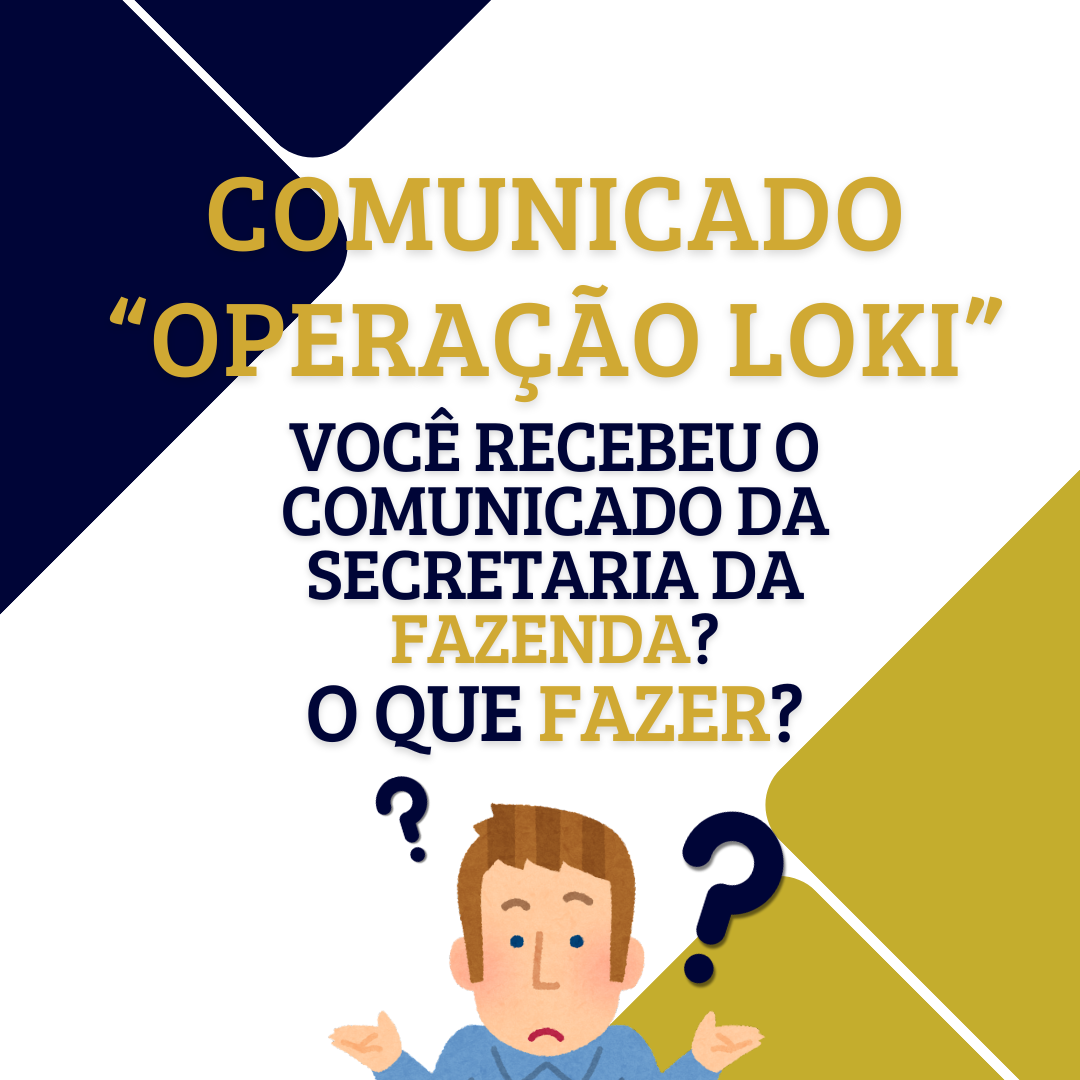 COMUNICADO
“OPERAÇÃO LOKI”
VOCÊ RECEBEU O
COMUNICADO DA
SECRETARIA DA
FAZENDA?
O QUE FAZER?
? ?